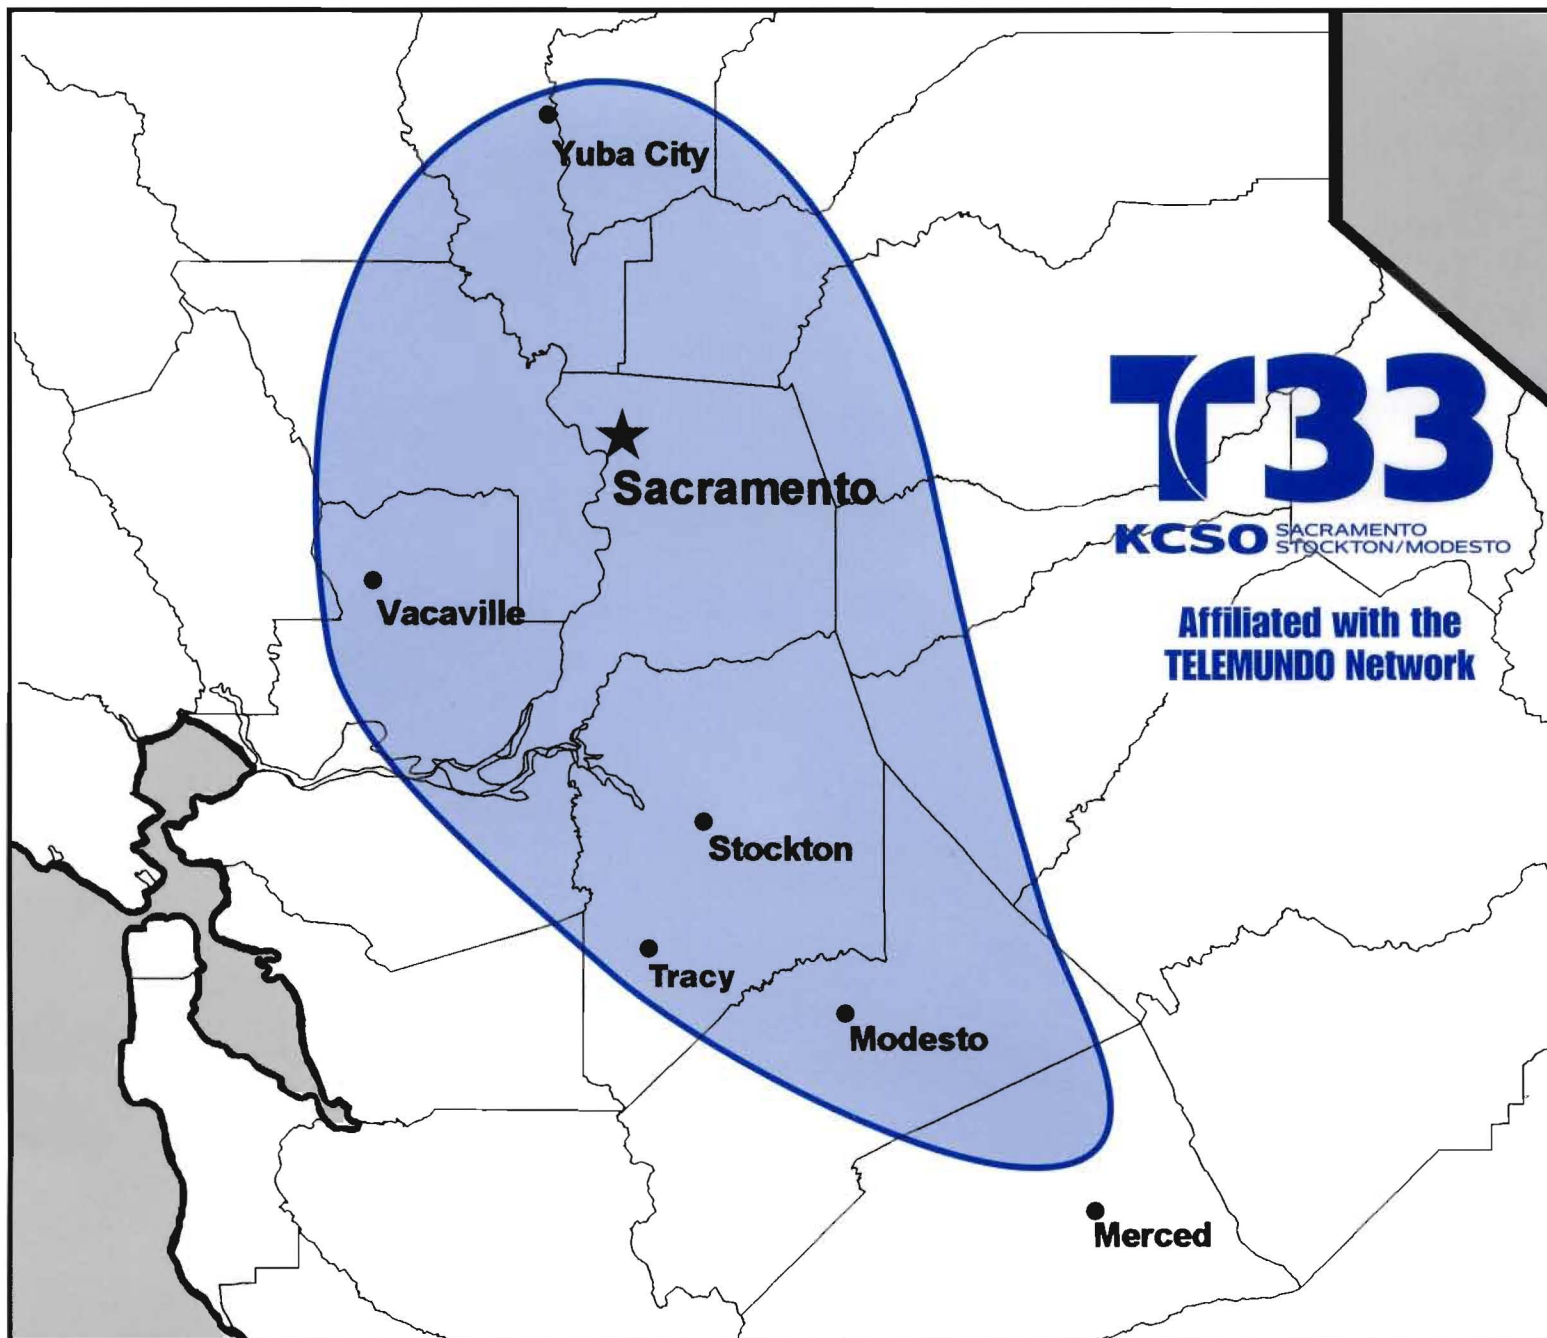 Yuba City
T33
Sacramento
KCSO SACRAMENTO
STOCKTON/MODESTO
Vacaville
Affiliated with the
TELEMUNDO Network
Stockton
Tracy
Modesto
Merced